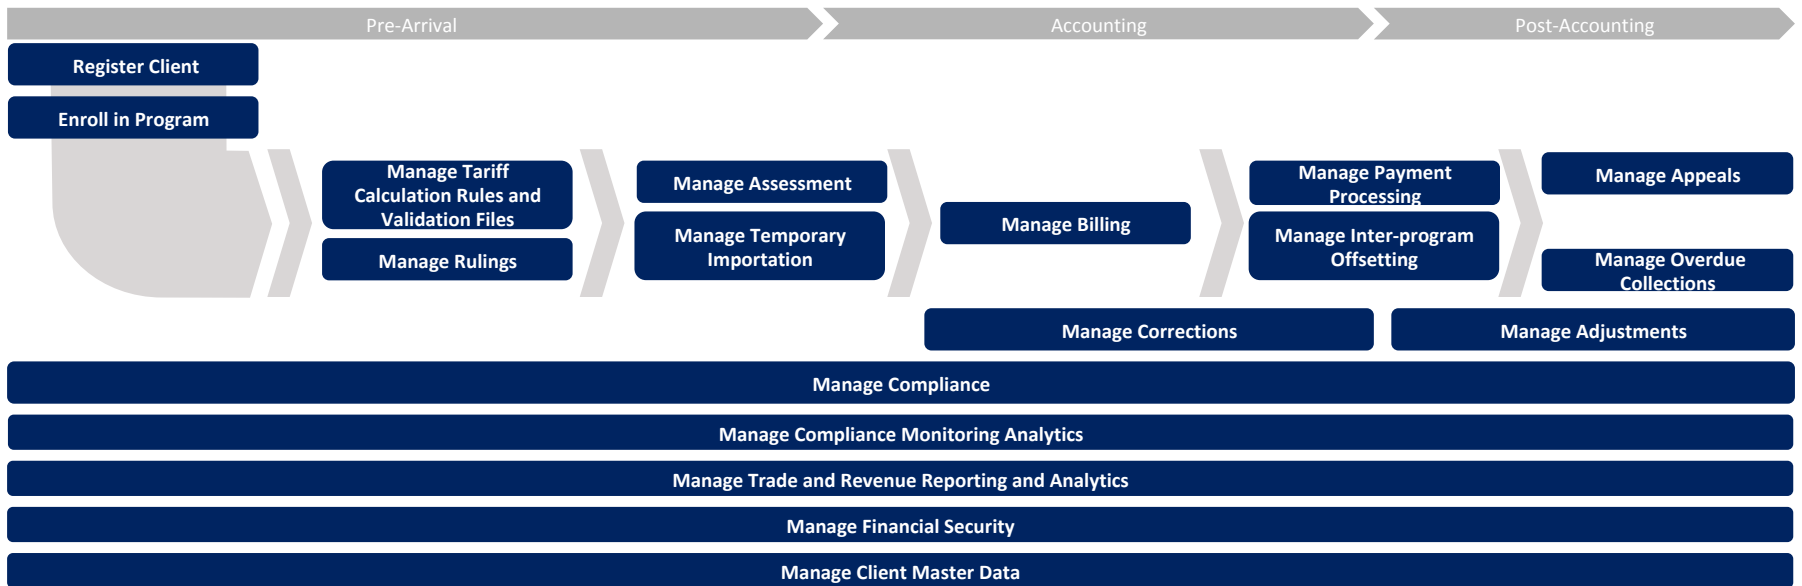 Pre-Arrival
Accounting
Post-Accounting
Register Client
Enroll in Program
Manage Tariff
Calculation Rules and
Validation Files
Manage Rulings
Manage Assessment
Manage Temporary
Importation
Manage Billing
Manage Payment
Processing
Manage Inter-program
Offsetting
Manage Appeals
Manage Overdue
Collections
Manage Corrections
Manage Adjustments
Manage Compliance
Manage Compliance Monitoring Analytics
Manage Trade and Revenue Reporting and Analytics
Manage Financial Security
Manage Client Master Data